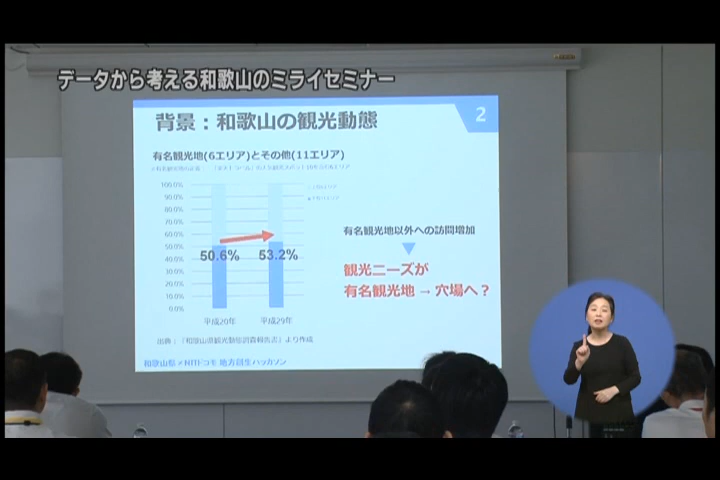 データから考える和歌山のミライセミナー
背景：和歌山の観光動態
2
有名観光地(6エリア)とその他(11エリア)
100.0%
90.0%
80.0%
70.0%
60.0%
50.0%
40.0%
30.0%
20.0%
10.0%
0.0%
50.6%
53.2%
平成20年
平成29年
有名観光地以外への訪問増加
観光ニーズが
有名観光地 → 穴場へ？
出典：「和歌山県観光動態調査報告書」より作成
和歌山県×NTTドコモ 地方創生ハッカソン